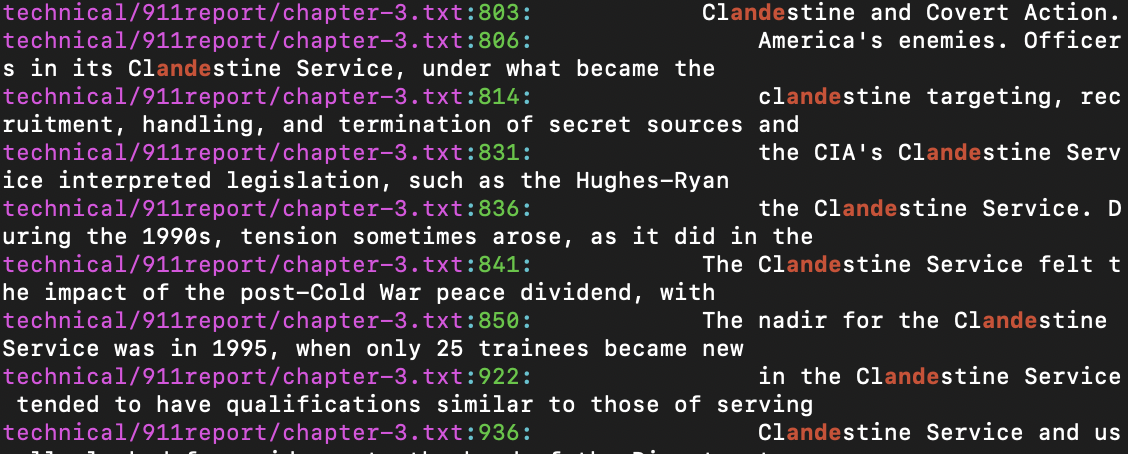 technical/911report/chapter-3.txt:803:            Clandestine and Covert Action.
technical/911report/chapter-3.txt:806:                America's enemies. Officer
s in its Clandestine Service, under what became the
technical/911report/chapter-3.txt:814:                clandestine targeting, rec
ruitment, handling, and termination of secret sources and
technical/911report/chapter-3.txt:831:                the CIA's Clandestine Serv
ice interpreted legislation, such as the Hughes-Ryan
technical/911report/chapter-3.txt:836:                the Clandestine Service. D
uring the 1990s, tension sometimes arose, as it did in the
technical/911report/chapter-3.txt:841:            The Clandestine Service felt t
he impact of the post-Cold War peace dividend, with
technical/911report/chapter-3.txt:850:            The nadir for the Clandestine
Service was in 1995, when only 25 trainees became new
technical/911report/chapter-3.txt:922:                in the Clandestine Service
 tended to have qualifications similar to those of serving
technical/911report/chapter-3.txt:936:                Clandestine Service and us